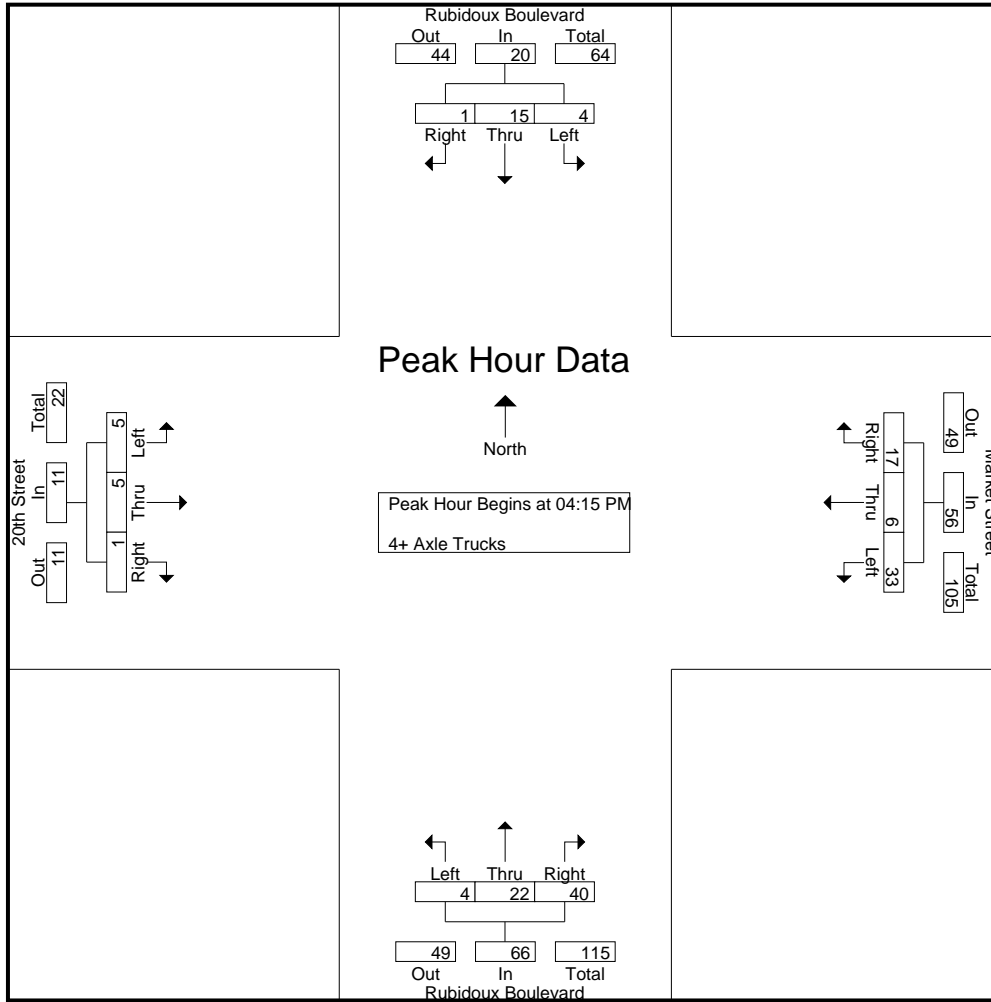 Rubidoux Boulevard
Out In Total
44 20 64
1 15 4
Right Thru Left
Peak Hour Data
North
Peak Hour Begins at 04:15 PM
4+ Axle Trucks
20th Street
Out In Total
11 11 22
Left Thru Right
5 5 1
Market Street
Out In Total
49 56 105
Right Thru Left
17 6 33
Left Thru Right
4 22 40
49 66 115
Out In Total
Rubidoux Boulevard